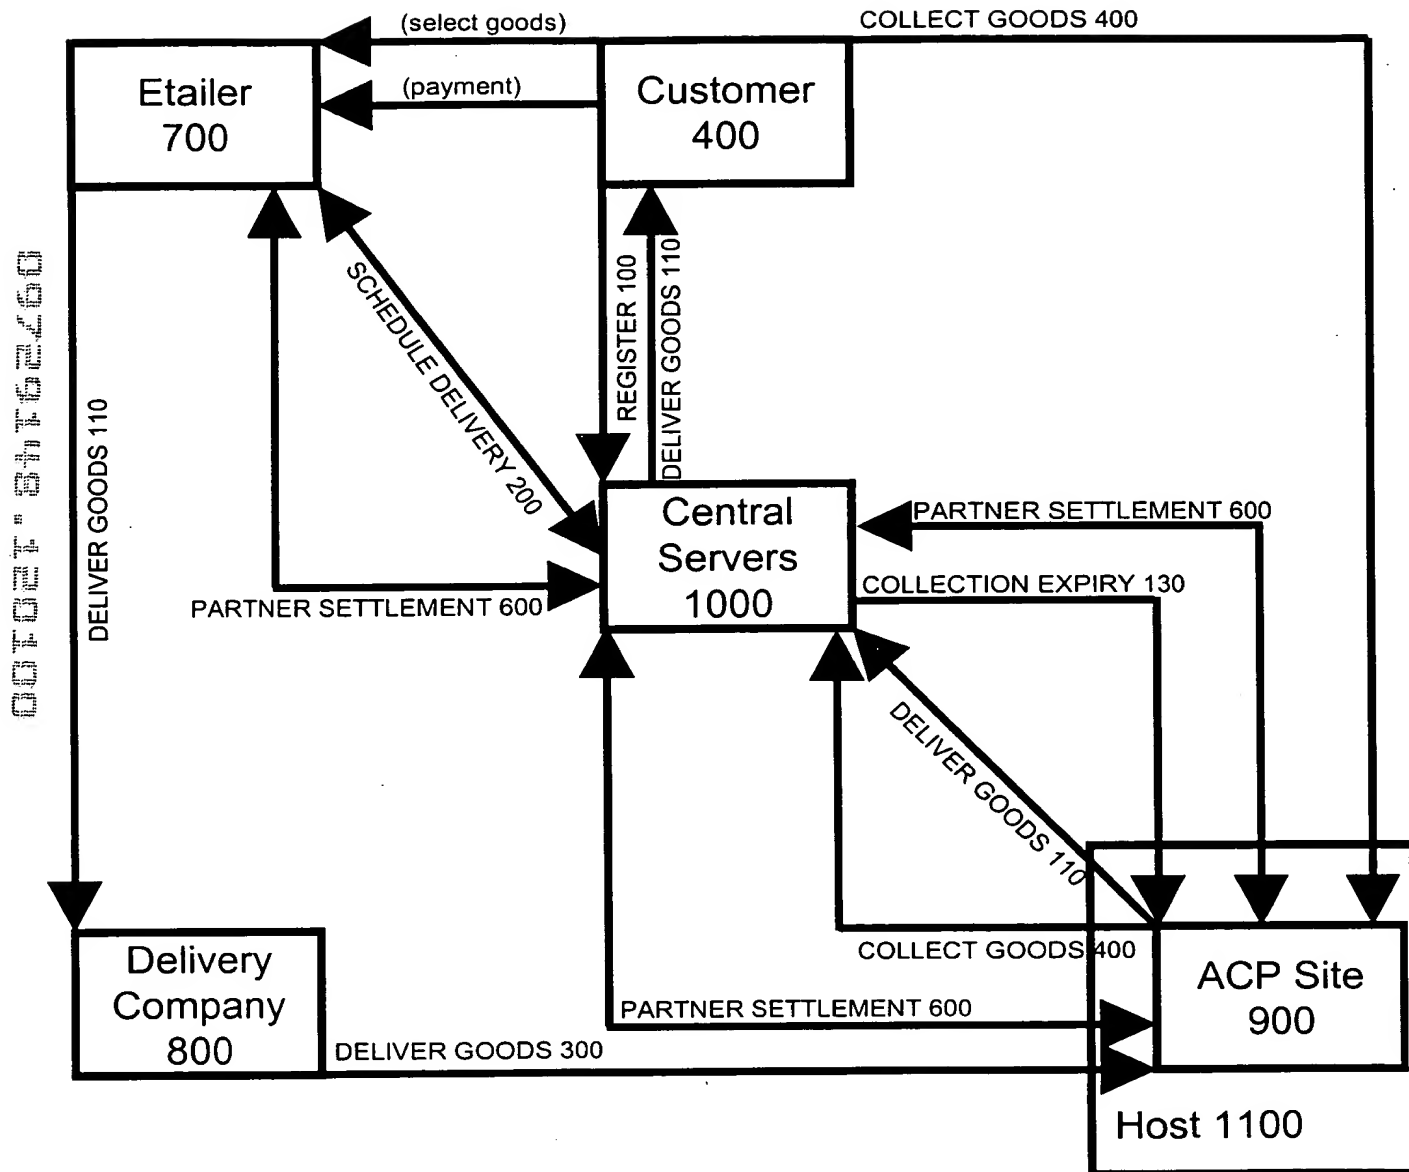 (select goods)
COLLECT GOODS 400
Etailer
700
(payment)
Customer
400
SCHEDULE DELIVERY 200
REGISTER 100
DELIVER GOODS 110
DELIVER GOODS 110
Central
Servers
1000
PARTNER SETTLEMENT 600
COLLECTION EXPIRY 130
PARTNER SETTLEMENT 600
DELIVER GOODS 110
COLLECT GOODS 400
Delivery
Company
800
ACP Site
900
PARTNER SETTLEMENT 600
DELIVER GOODS 300
Host 1100